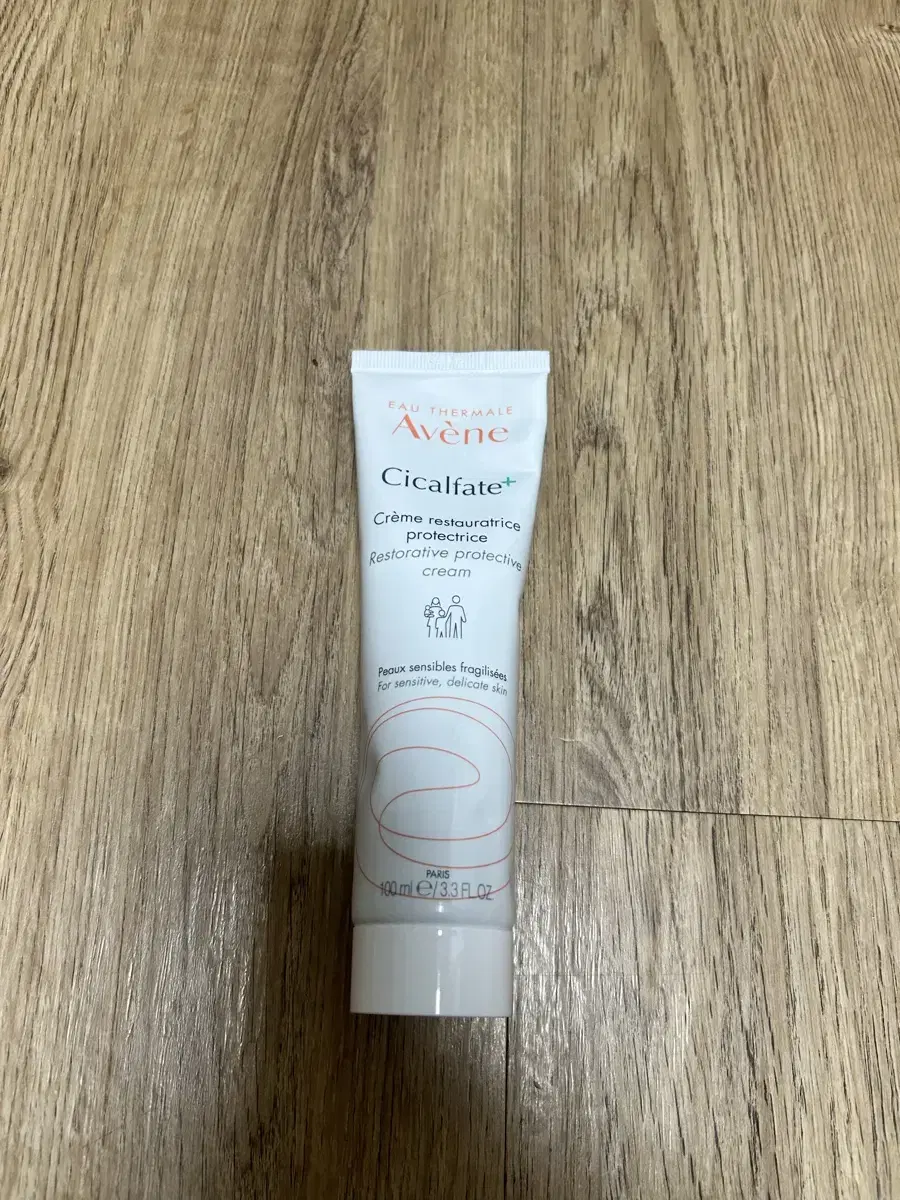 EAU THERMALE
Avène
Cicalfate+
Crème restauratrice
protectrice
Restorative protective
cream
Peaux sensibles fragilisées
For sensitive, delicate skin
PARIS
100 ml e/3.3 FL.OZ